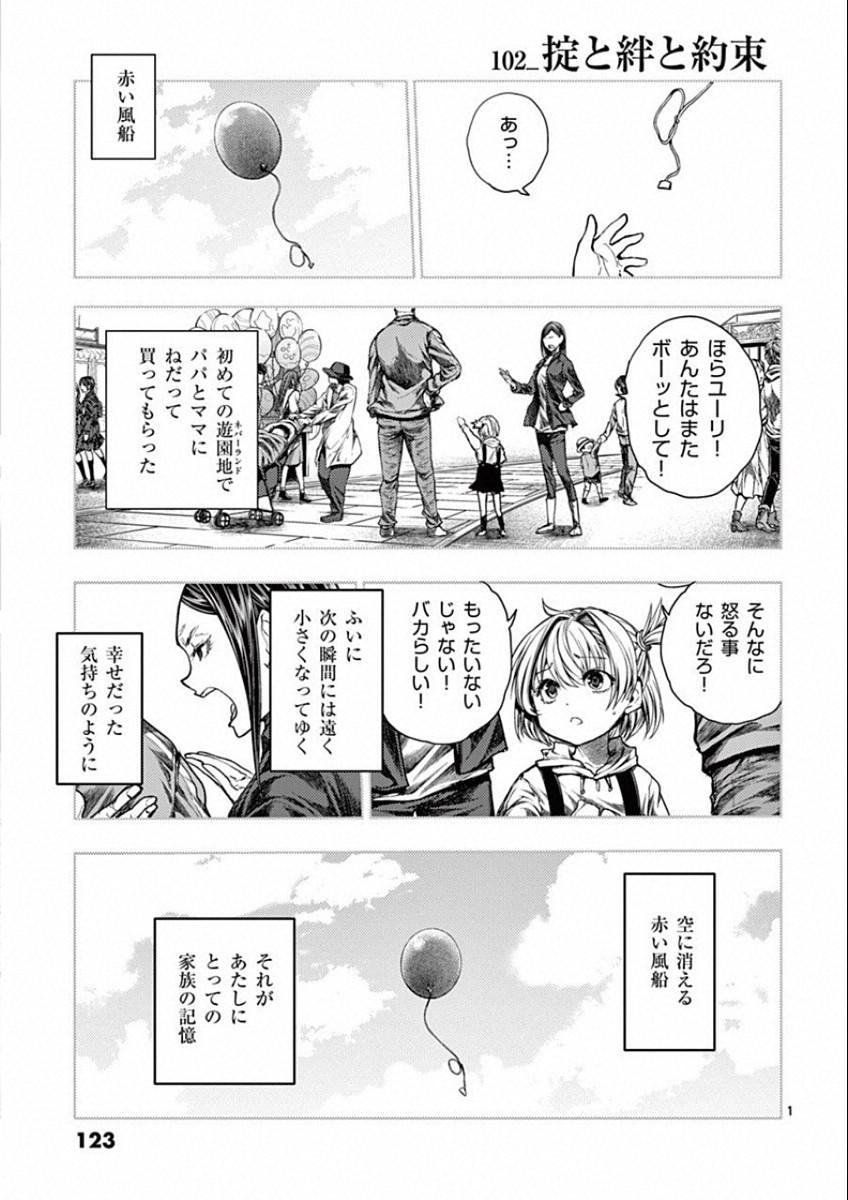 102_掟と絆と約束
あっ…
赤い風船
ほらユーリ！
あんたはまた
ボーッとして！
初めての遊園地で
ネバーランド
パパとママに
ねだって
買ってもらった
そんなに
怒る事
ないだろ！
もったいない
じゃない！
バカらしい！
ふいに
次の瞬間には遠く
小さくなってゆく
幸せだった
気持ちのように
空に消える
赤い風船
それが
あたしに
とっての
家族の記憶
1
123